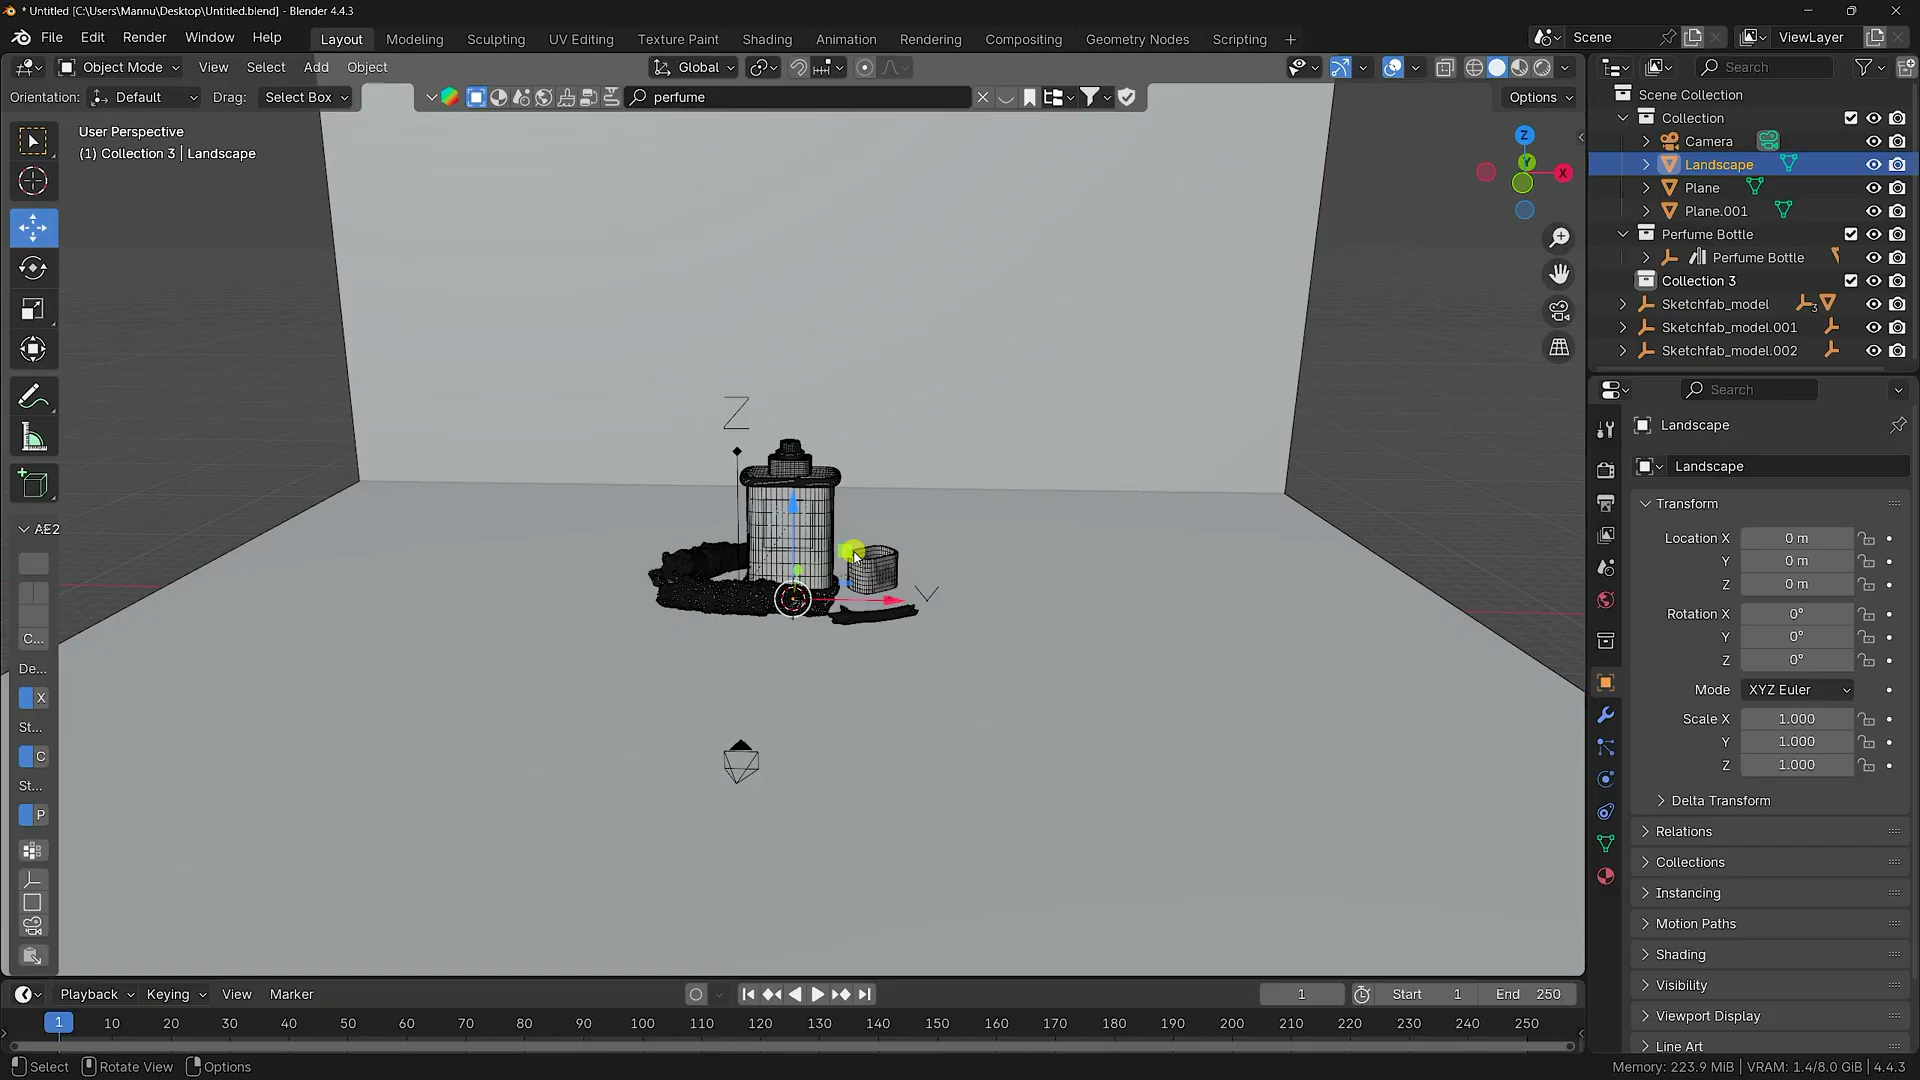 * Untitled [C:\Users\Mannu\Desktop\Untitled.blend] - Blender 4.4.3
File Edit Render Window Help
Layout Modeling Sculpting UV Editing Texture Paint Shading Animation Rendering Compositing Geometry Nodes Scripting +
Scene ViewLayer
Object Mode View Select Add Object
Global
Search
Orientation: Default Drag: Select Box
perfume
Options
User Perspective
(1) Collection 3 | Landscape
Z
Y
X
Z
Scene Collection
Collection
Camera
Landscape
Plane
Plane.001
Perfume Bottle
Perfume Bottle
Collection 3
Sketchfab_model
3
Sketchfab_model.001
Sketchfab_model.002
AE2
C...
De...
X
St...
C
St...
P
Search
Landscape
Landscape
Transform
Location X 0 m
Y 0 m
Z 0 m
Rotation X 0°
Y 0°
Z 0°
Mode XYZ Euler
Scale X 1.000
Y 1.000
Z 1.000
Delta Transform
Relations
Collections
Instancing
Motion Paths
Shading
Visibility
Viewport Display
Line Art
Playback Keying View Marker
1 Start 1 End 250
1 10 20 30 40 50 60 70 80 90 100 110 120 130 140 150 160 170 180 190 200 210 220 230 240 250
Select Rotate View Options
Memory: 223.9 MiB | VRAM: 1.4/8.0 GiB | 4.4.3